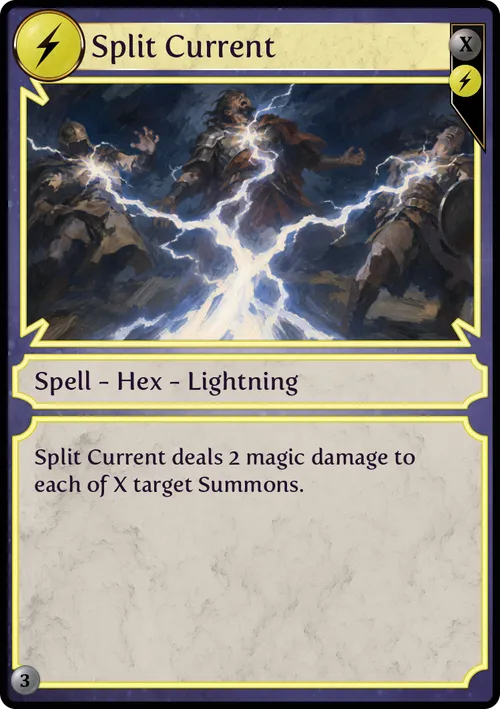 Split Current
X
Spell - Hex - Lightning
Split Current deals 2 magic damage to
each of X target Summons.
3